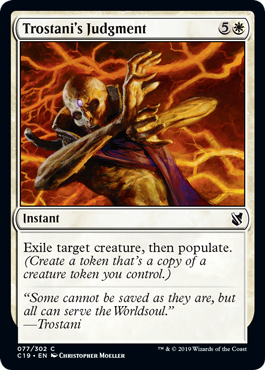 Trostani's Judgment 5
Instant
Exile target creature, then populate.
(Create a token that's a copy of a
creature token you control.)
“Some cannot be saved as they are, but
all can serve the Worldsoul.”
—Trostani
077/302 C
C19 • EN Christopher Moeller
™ & © 2019 Wizards of the Coast